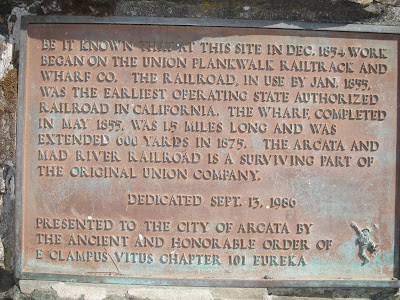 BE IT KNOWN THAT AT THIS SITE IN DEC. 1854 WORK
BEGAN ON THE UNION PLANKWALK RAILTRACK AND
WHARF CO. THE RAILROAD, IN USE BY JAN. 1855,
WAS THE EARLIEST OPERATING STATE AUTHORIZED
RAILROAD IN CALIFORNIA. THE WHARF, COMPLETED
IN MAY 1855, WAS 1.5 MILES LONG AND WAS
EXTENDED 600 YARDS IN 1875. THE ARCATA AND
MAD RIVER RAILROAD IS A SURVIVING PART OF
THE ORIGINAL UNION COMPANY.
DEDICATED SEPT. 13, 1986
PRESENTED TO THE CITY OF ARCATA BY
THE ANCIENT AND HONORABLE ORDER OF
E CLAMPUS VITUS CHAPTER 101 EUREKA